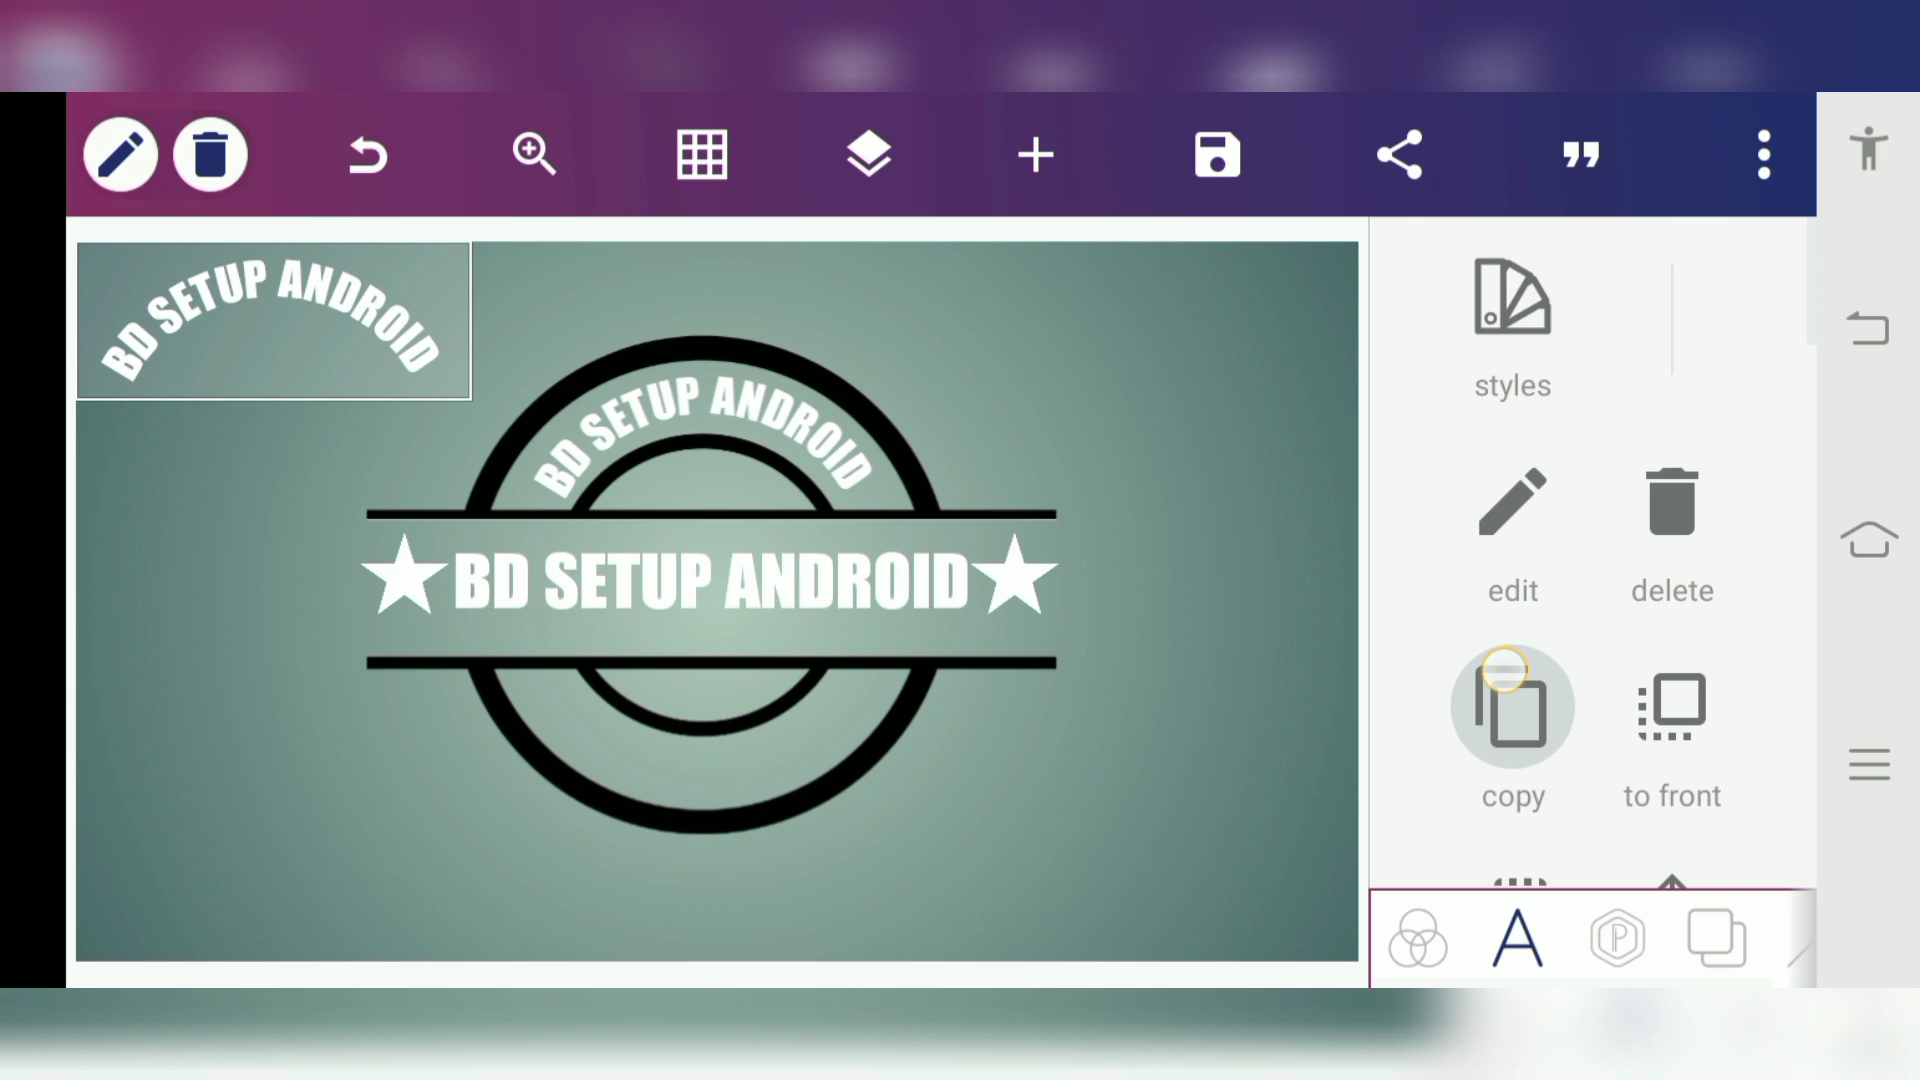 BD SETUP ANDROID
BD SETUP ANDROID
BD SETUP ANDROID
styles
edit
delete
copy
to front